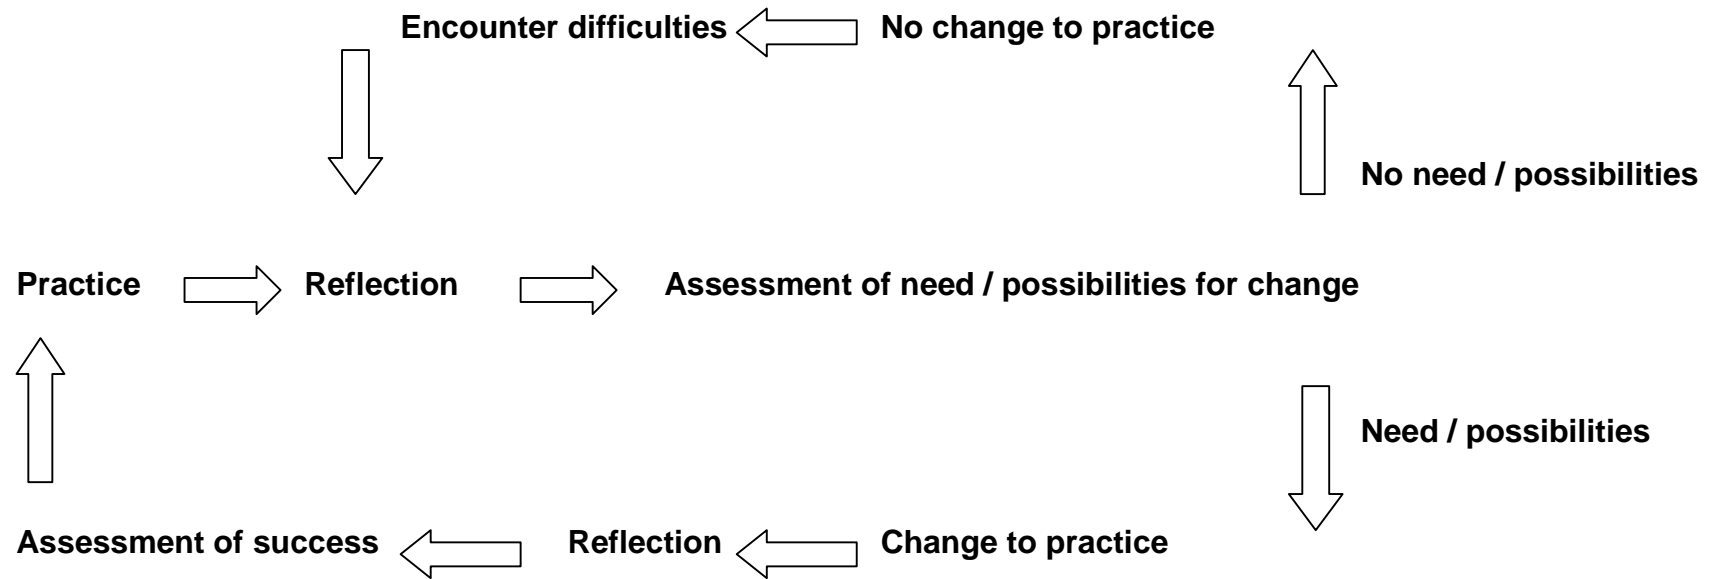 Encounter difficulties
No change to practice
No need / possibilities
Practice
Reflection
Assessment of need / possibilities for change
Need / possibilities
Assessment of success
Reflection
Change to practice